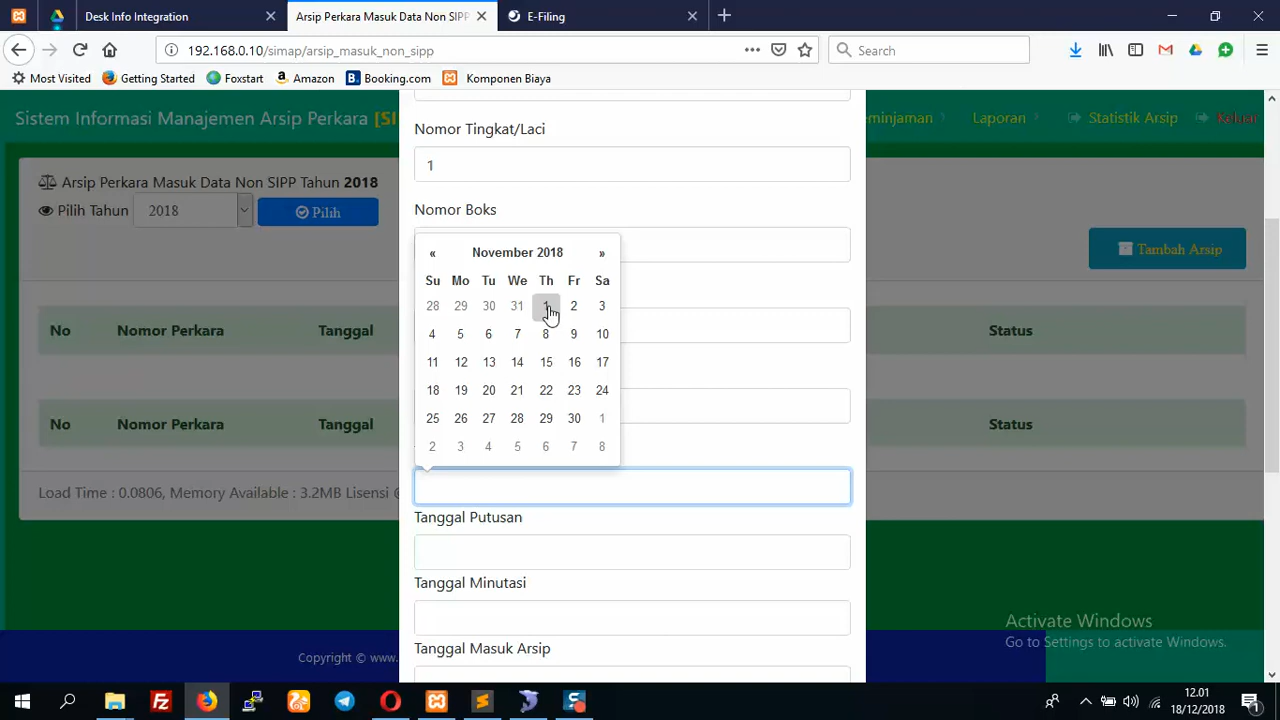 Desk Info Integration
Arsip Perkara Masuk Data Non SIPP
E-Filing
192.168.0.10/simap/arsip_masuk_non_sipp
Search
Most Visited
Getting Started
Foxstart
Amazon
Booking.com
Komponen Biaya
Sistem Informasi Manajemen Arsip Perkara
eminjaman
Laporan
Statistik Arsip
Keluar
Arsip Perkara Masuk Data Non SIPP Tahun 2018
Pilih Tahun
2018
Pilih
Tambah Arsip
No Nomor Perkara Tanggal Status
No Nomor Perkara Tanggal Status
Load Time : 0.0806, Memory Available : 3.2MB Lisensi
Copyright © www.
Nomor Tingkat/Laci
1
Nomor Boks
« November 2018 »
Su Mo Tu We Th Fr Sa
28 29 30 31 1 2 3
4 5 6 7 8 9 10
11 12 13 14 15 16 17
18 19 20 21 22 23 24
25 26 27 28 29 30 1
2 3 4 5 6 7 8
Tanggal Putusan
Tanggal Minutasi
Tanggal Masuk Arsip
Activate Windows
Go to Settings to activate Windows.
12.01
18/12/2018
1